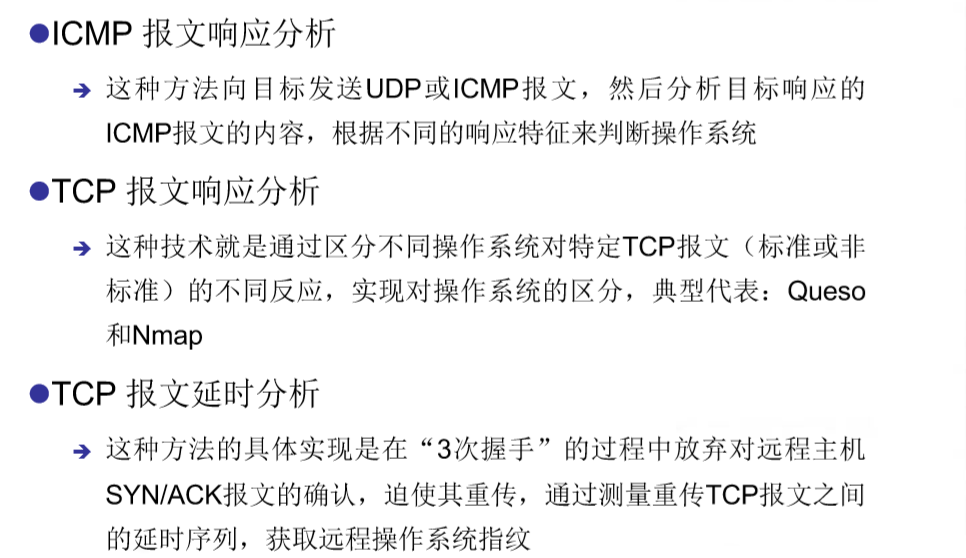 ●ICMP 报文响应分析
➔ 这种方法向目标发送UDP或ICMP报文，然后分析目标响应的
ICMP报文的内容，根据不同的响应特征来判断操作系统
●TCP 报文响应分析
➔ 这种技术就是通过区分不同操作系统对特定TCP报文（标准或非
标准）的不同反应，实现对操作系统的区分，典型代表：Queso
和Nmap
●TCP 报文延时分析
➔ 这种方法的具体实现是在“3次握手”的过程中放弃对远程主机
SYN/ACK报文的确认，迫使其重传，通过测量重传TCP报文之间
的延时序列，获取远程操作系统指纹